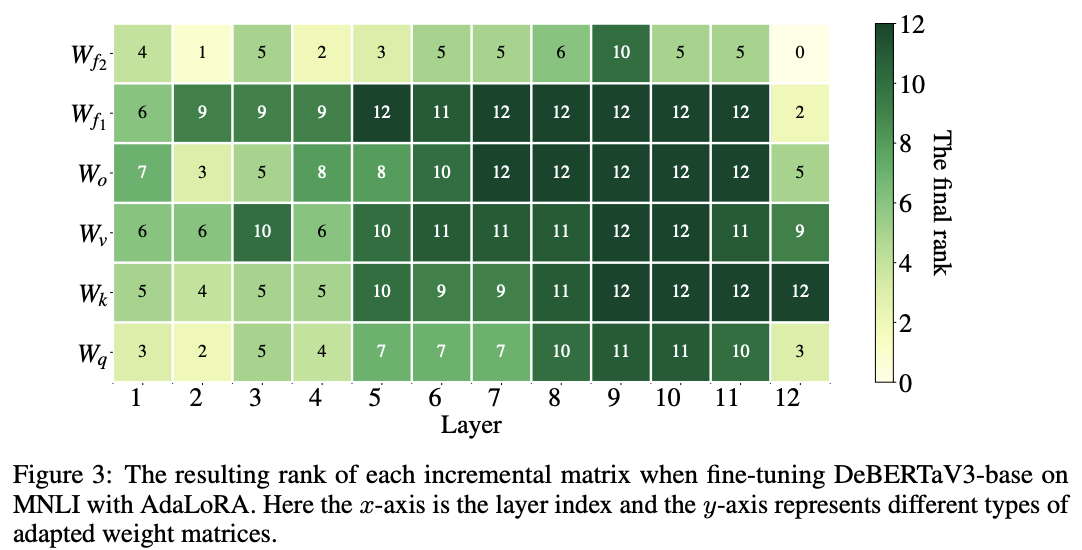 W_{f_2} 4 1 5 2 3 5 5 6 10 5 5 0
W_{f_1} 6 9 9 9 12 11 12 12 12 12 12 2
W_o 7 3 5 8 8 10 12 12 12 12 12 5
W_v 6 6 10 6 10 11 11 11 12 12 11 9
W_k 5 4 5 5 10 9 9 11 12 12 12 12
W_q 3 2 5 4 7 7 7 10 11 11 10 3
1 2 3 4 5 6 7 8 9 10 11 12
Layer
12
10
8
6
4
2
0
The final rank
Figure 3: The resulting rank of each incremental matrix when fine-tuning DeBERTaV3-base on
MNLI with AdaLoRA. Here the x-axis is the layer index and the y-axis represents different types of
adapted weight matrices.